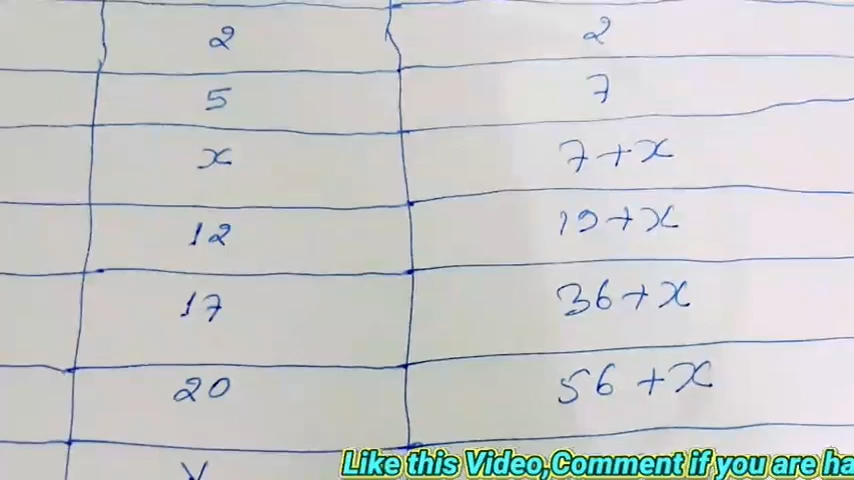 2 2
5 7
x 7+x
12 19+x
17 36+x
20 56+x
y
Like this Video,Comment if you are ha